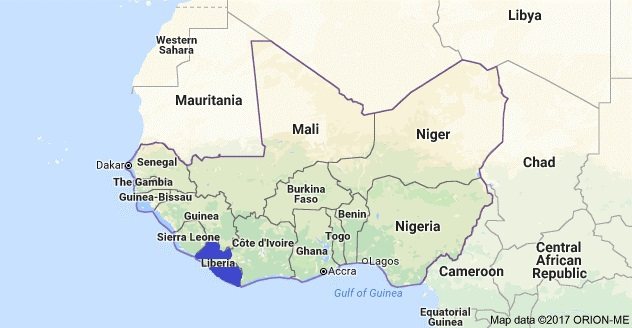 Libya
Western
Sahara
Mauritania
Mali
Niger
Chad
Dakar
Senegal
The Gambia
Guinea-Bissau
Guinea
Sierra Leone
Liberia
Côte d'Ivoire
Burkina
Faso
Ghana
Togo
Benin
Nigeria
Accra
Lagos
Cameroon
Central
African
Republic
Gulf of Guinea
Equatorial
Guinea
Map data ©2017 ORION-ME